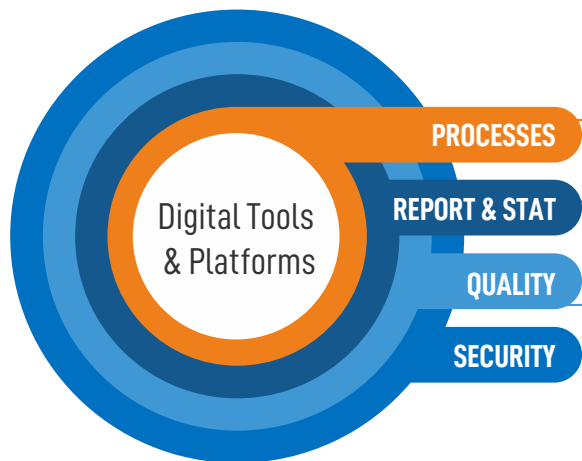 PROCESSES
Digital Tools
& Platforms
REPORT & STAT
QUALITY
SECURITY